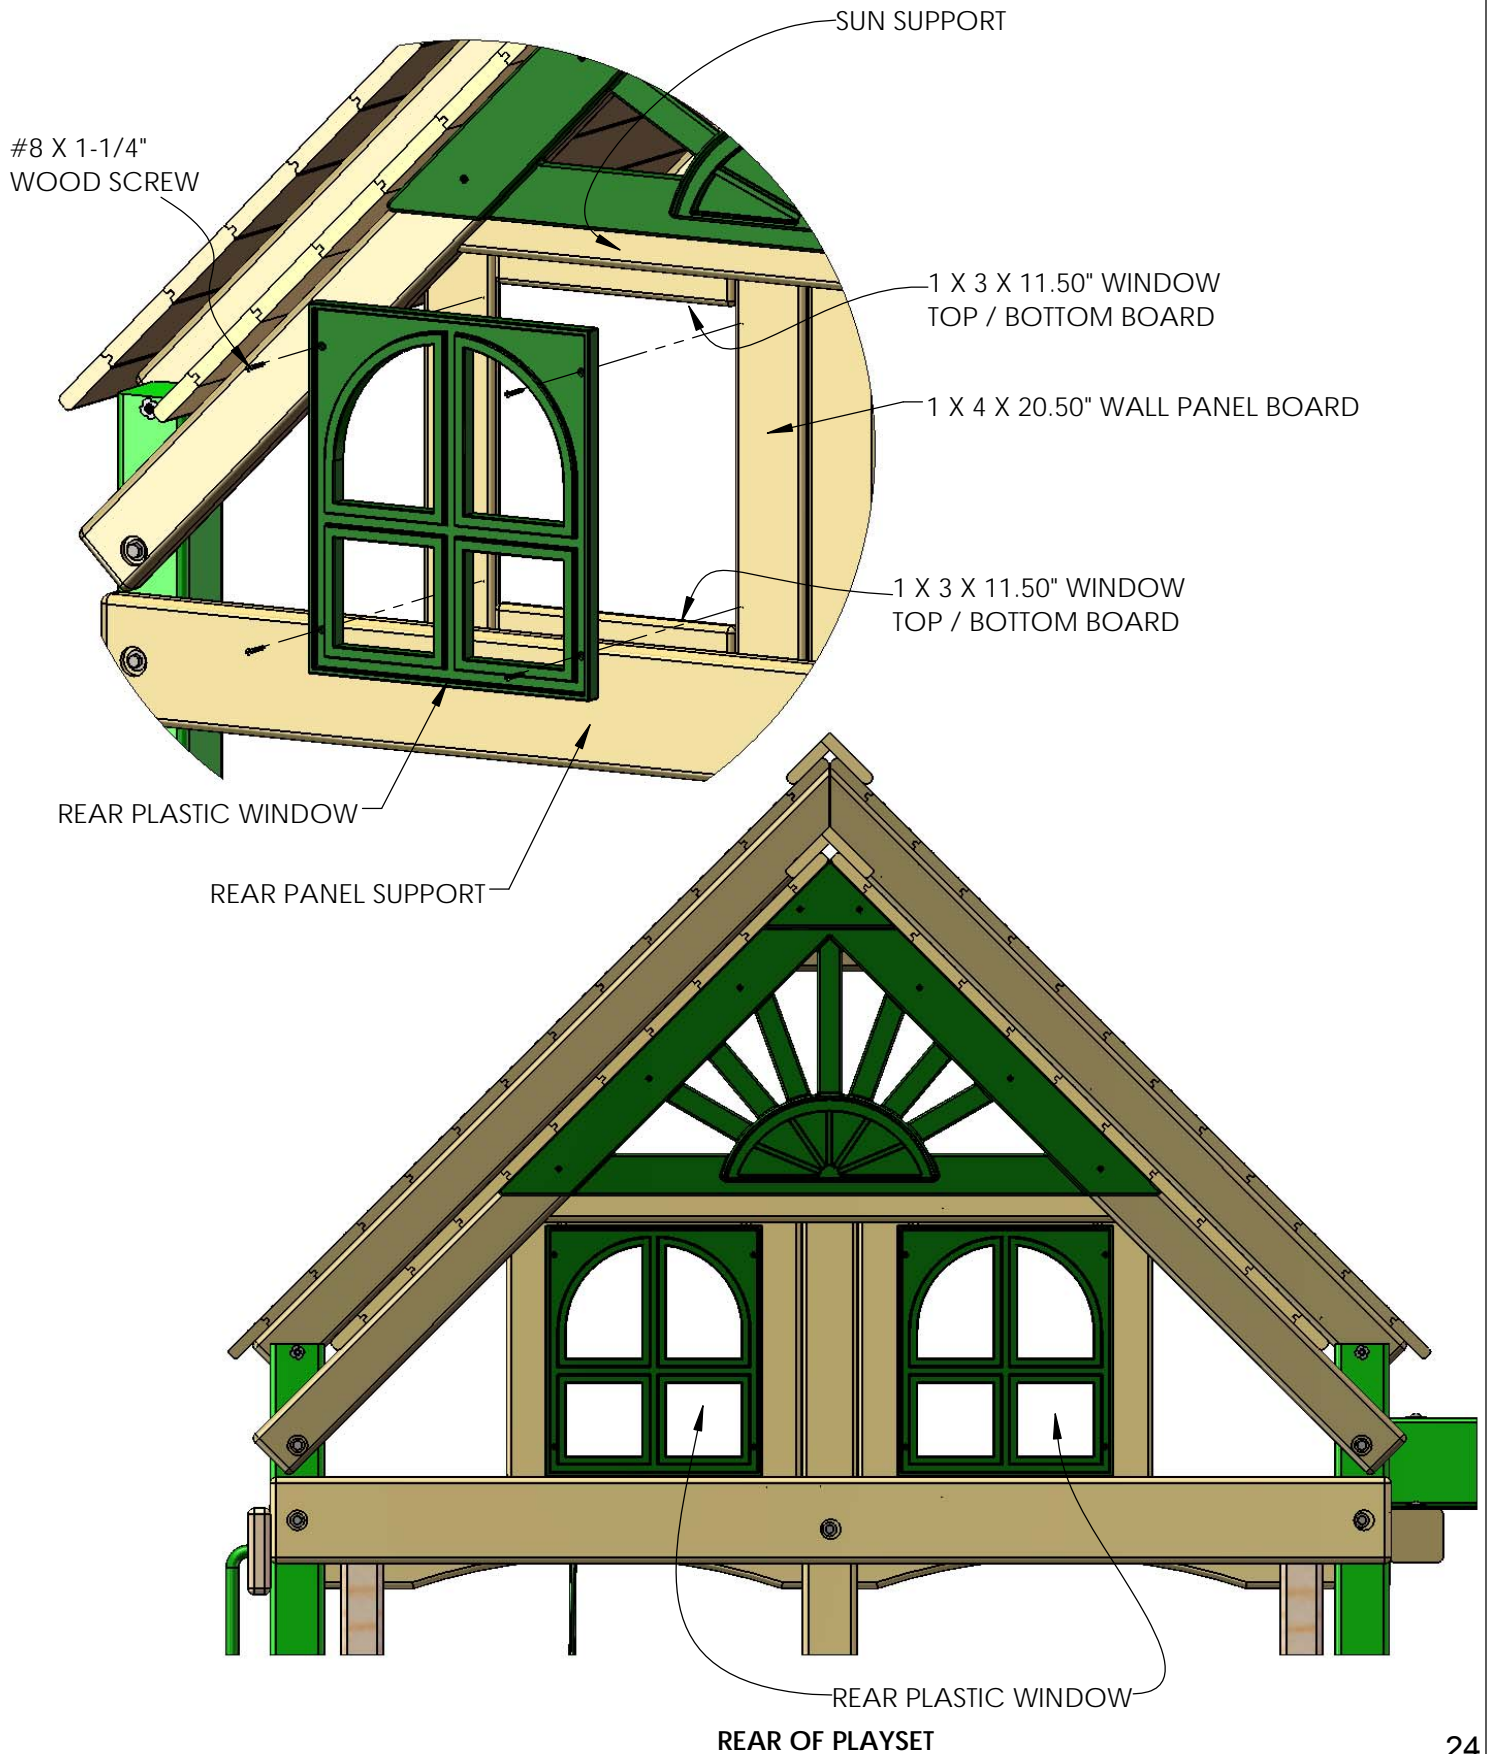 SUN SUPPORT
#8 X 1-1/4"
WOOD SCREW
1 X 3 X 11.50" WINDOW
TOP / BOTTOM BOARD
1 X 4 X 20.50" WALL PANEL BOARD
1 X 3 X 11.50" WINDOW
TOP / BOTTOM BOARD
REAR PLASTIC WINDOW
REAR PANEL SUPPORT
REAR PLASTIC WINDOW
REAR OF PLAYSET
24